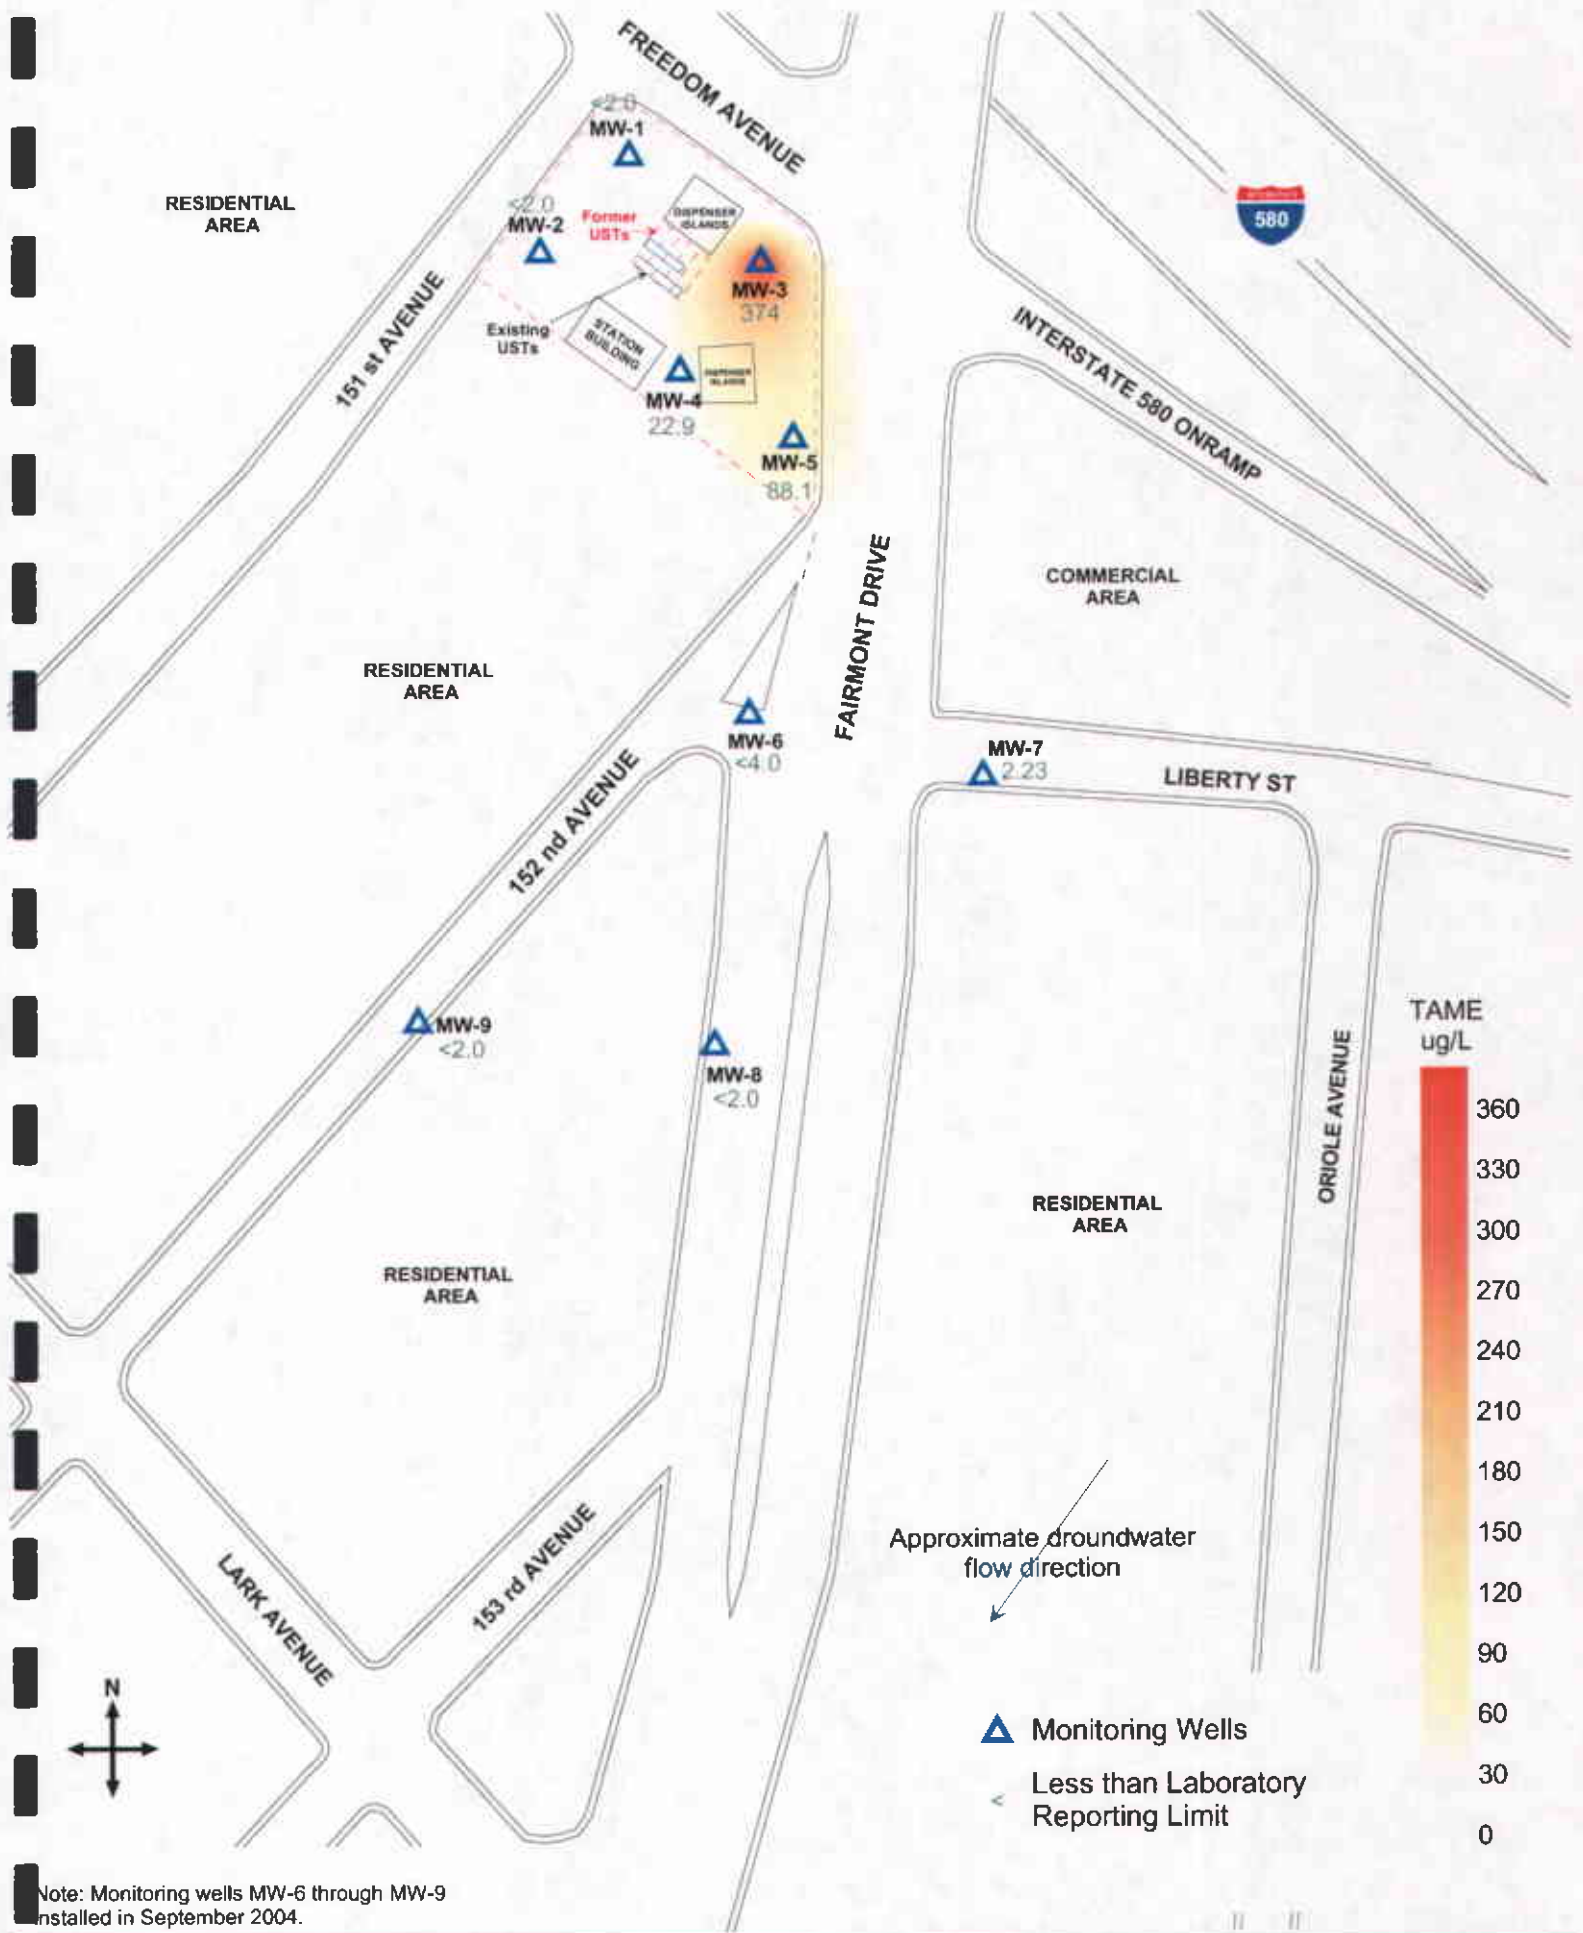 FREEDOM AVENUE
<2.0
MW-1
RESIDENTIAL
AREA
<2.0
MW-2
Former
USTs
DISPENSER
ISLANDS
580
MW-3
374
151 st AVENUE
Existing
USTs
STATION
BUILDING
DISPENSER
ISLANDS
MW-4
22.9
INTERSTATE 580 ONRAMP
MW-5
88.1
COMMERCIAL
AREA
FAIRMONT DRIVE
RESIDENTIAL
AREA
MW-6
<4.0
MW-7
2.23
LIBERTY ST
152 nd AVENUE
MW-9
<2.0
MW-8
<2.0
TAME
ug/L
360
330
300
270
240
210
180
150
120
90
60
30
0
ORIOLE AVENUE
RESIDENTIAL
AREA
RESIDENTIAL
AREA
Approximate droundwater
flow direction
153 rd AVENUE
LARK AVENUE
N
Monitoring Wells
< Less than Laboratory
Reporting Limit
Note: Monitoring wells MW-6 through MW-9
installed in September 2004.